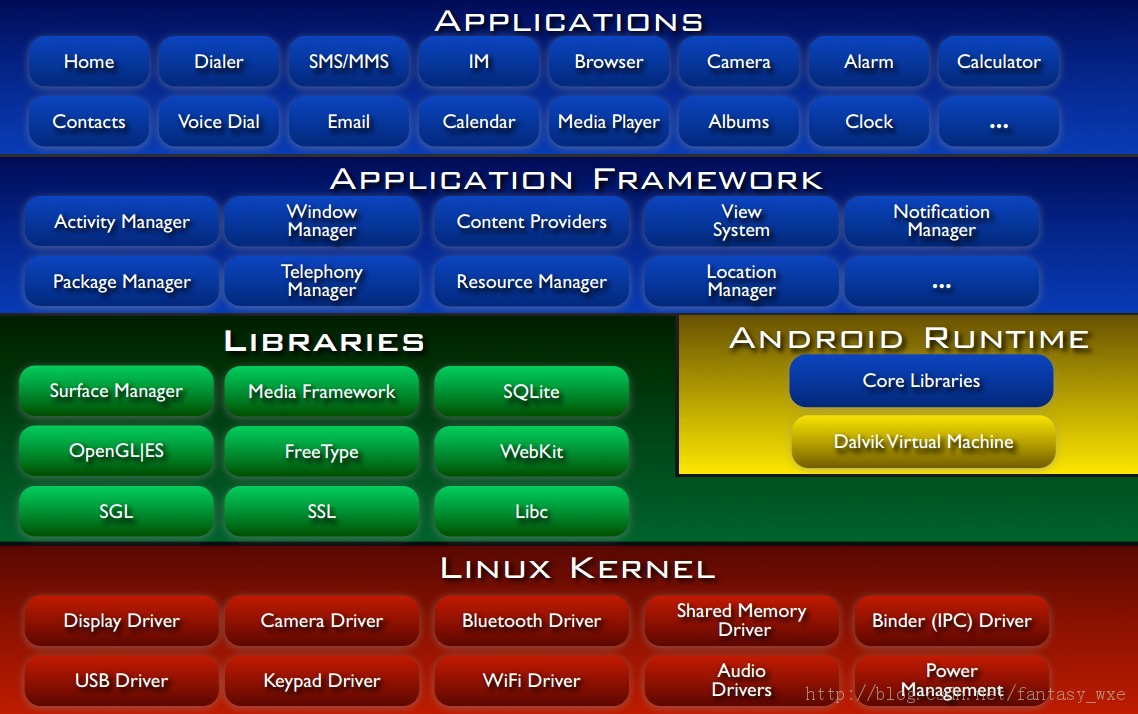 APPLICATIONS
Home
Dialer
SMS/MMS
IM
Browser
Camera
Alarm
Calculator
Contacts
Voice Dial
Email
Calendar
Media Player
Albums
Clock
...
APPLICATION FRAMEWORK
Activity Manager
Window
Manager
Content Providers
View
System
Notification
Manager
Package Manager
Telephony
Manager
Resource Manager
Location
Manager
...
LIBRARIES
Surface Manager
Media Framework
SQLite
OpenGL|ES
FreeType
WebKit
SGL
SSL
Libc
ANDROID RUNTIME
Core Libraries
Dalvik Virtual Machine
LINUX KERNEL
Display Driver
Camera Driver
Bluetooth Driver
Shared Memory
Driver
Binder (IPC) Driver
USB Driver
Keypad Driver
WiFi Driver
Audio
Drivers
Power
Management
http://blog.csdn.net/fantasy_wxe